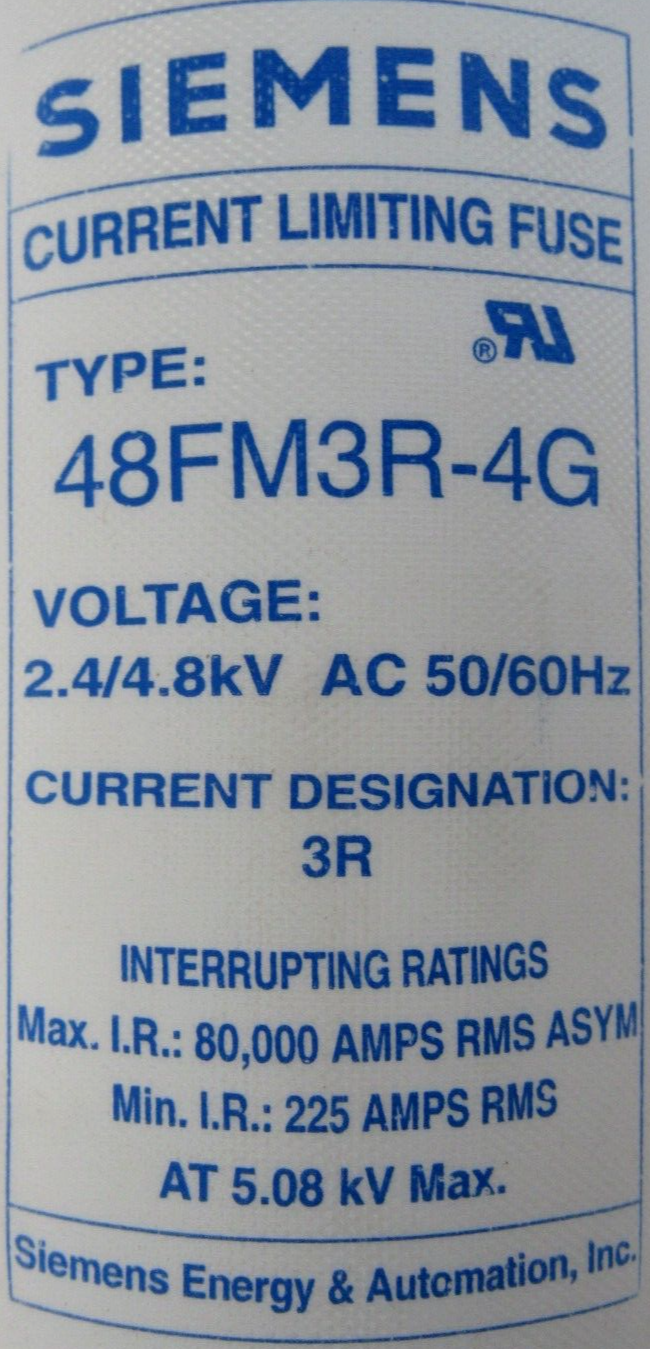 SIEMENS
CURRENT LIMITING FUSE
®
TYPE:
48FM3R-4G
VOLTAGE:
2.4/4.8kV AC 50/60Hz
CURRENT DESIGNATION:
3R
INTERRUPTING RATINGS
Max. I.R.: 80,000 AMPS RMS ASYM
Min. I.R.: 225 AMPS RMS
AT 5.08 kV Max.
Siemens Energy & Automation, Inc.